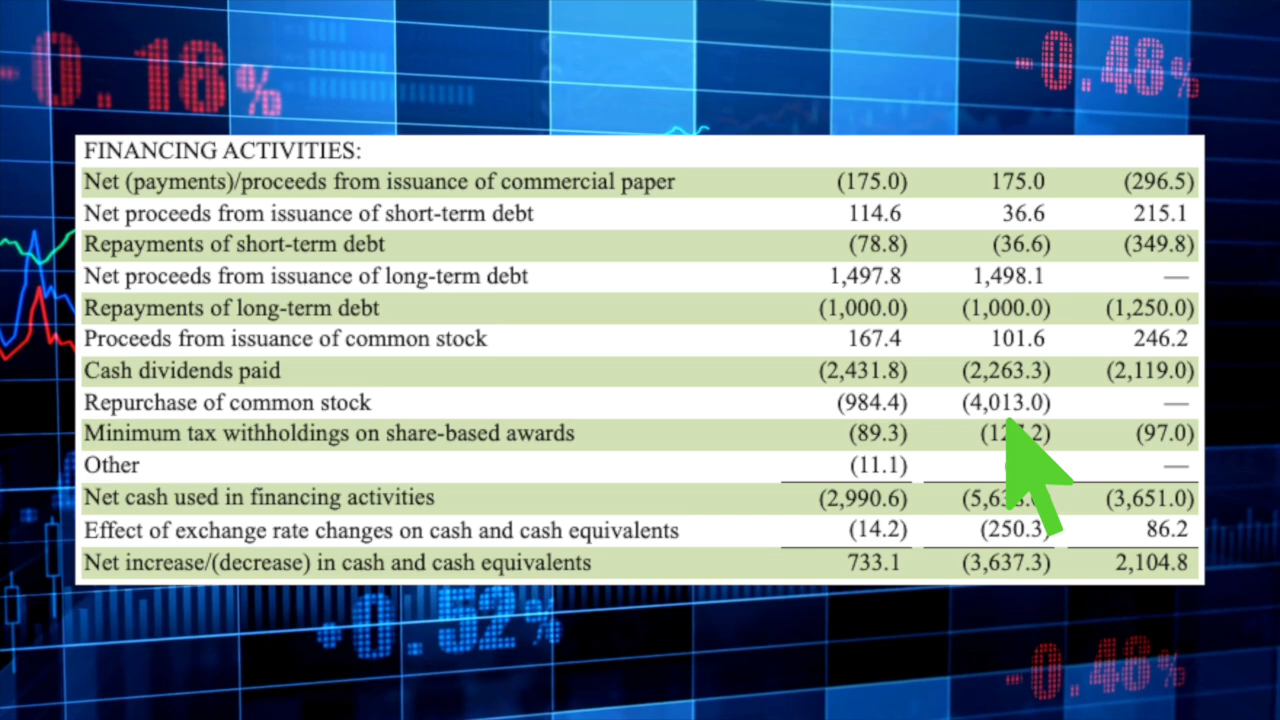 -0.18%
-0.48%
FINANCING ACTIVITIES:
Net (payments)/proceeds from issuance of commercial paper (175.0) 175.0 (296.5)
Net proceeds from issuance of short-term debt 114.6 36.6 215.1
Repayments of short-term debt (78.8) (36.6) (349.8)
Net proceeds from issuance of long-term debt 1,497.8 1,498.1 —
Repayments of long-term debt (1,000.0) (1,000.0) (1,250.0)
Proceeds from issuance of common stock 167.4 101.6 246.2
Cash dividends paid (2,431.8) (2,263.3) (2,119.0)
Repurchase of common stock (984.4) (4,013.0) —
Minimum tax withholdings on share-based awards (89.3) (97.0)
Other (11.1) —
Net cash used in financing activities (2,990.6) (3,651.0)
Effect of exchange rate changes on cash and cash equivalents (14.2) (250.3) 86.2
Net increase/(decrease) in cash and cash equivalents 733.1 (3,637.3) 2,104.8
+0.52%
-0.46%